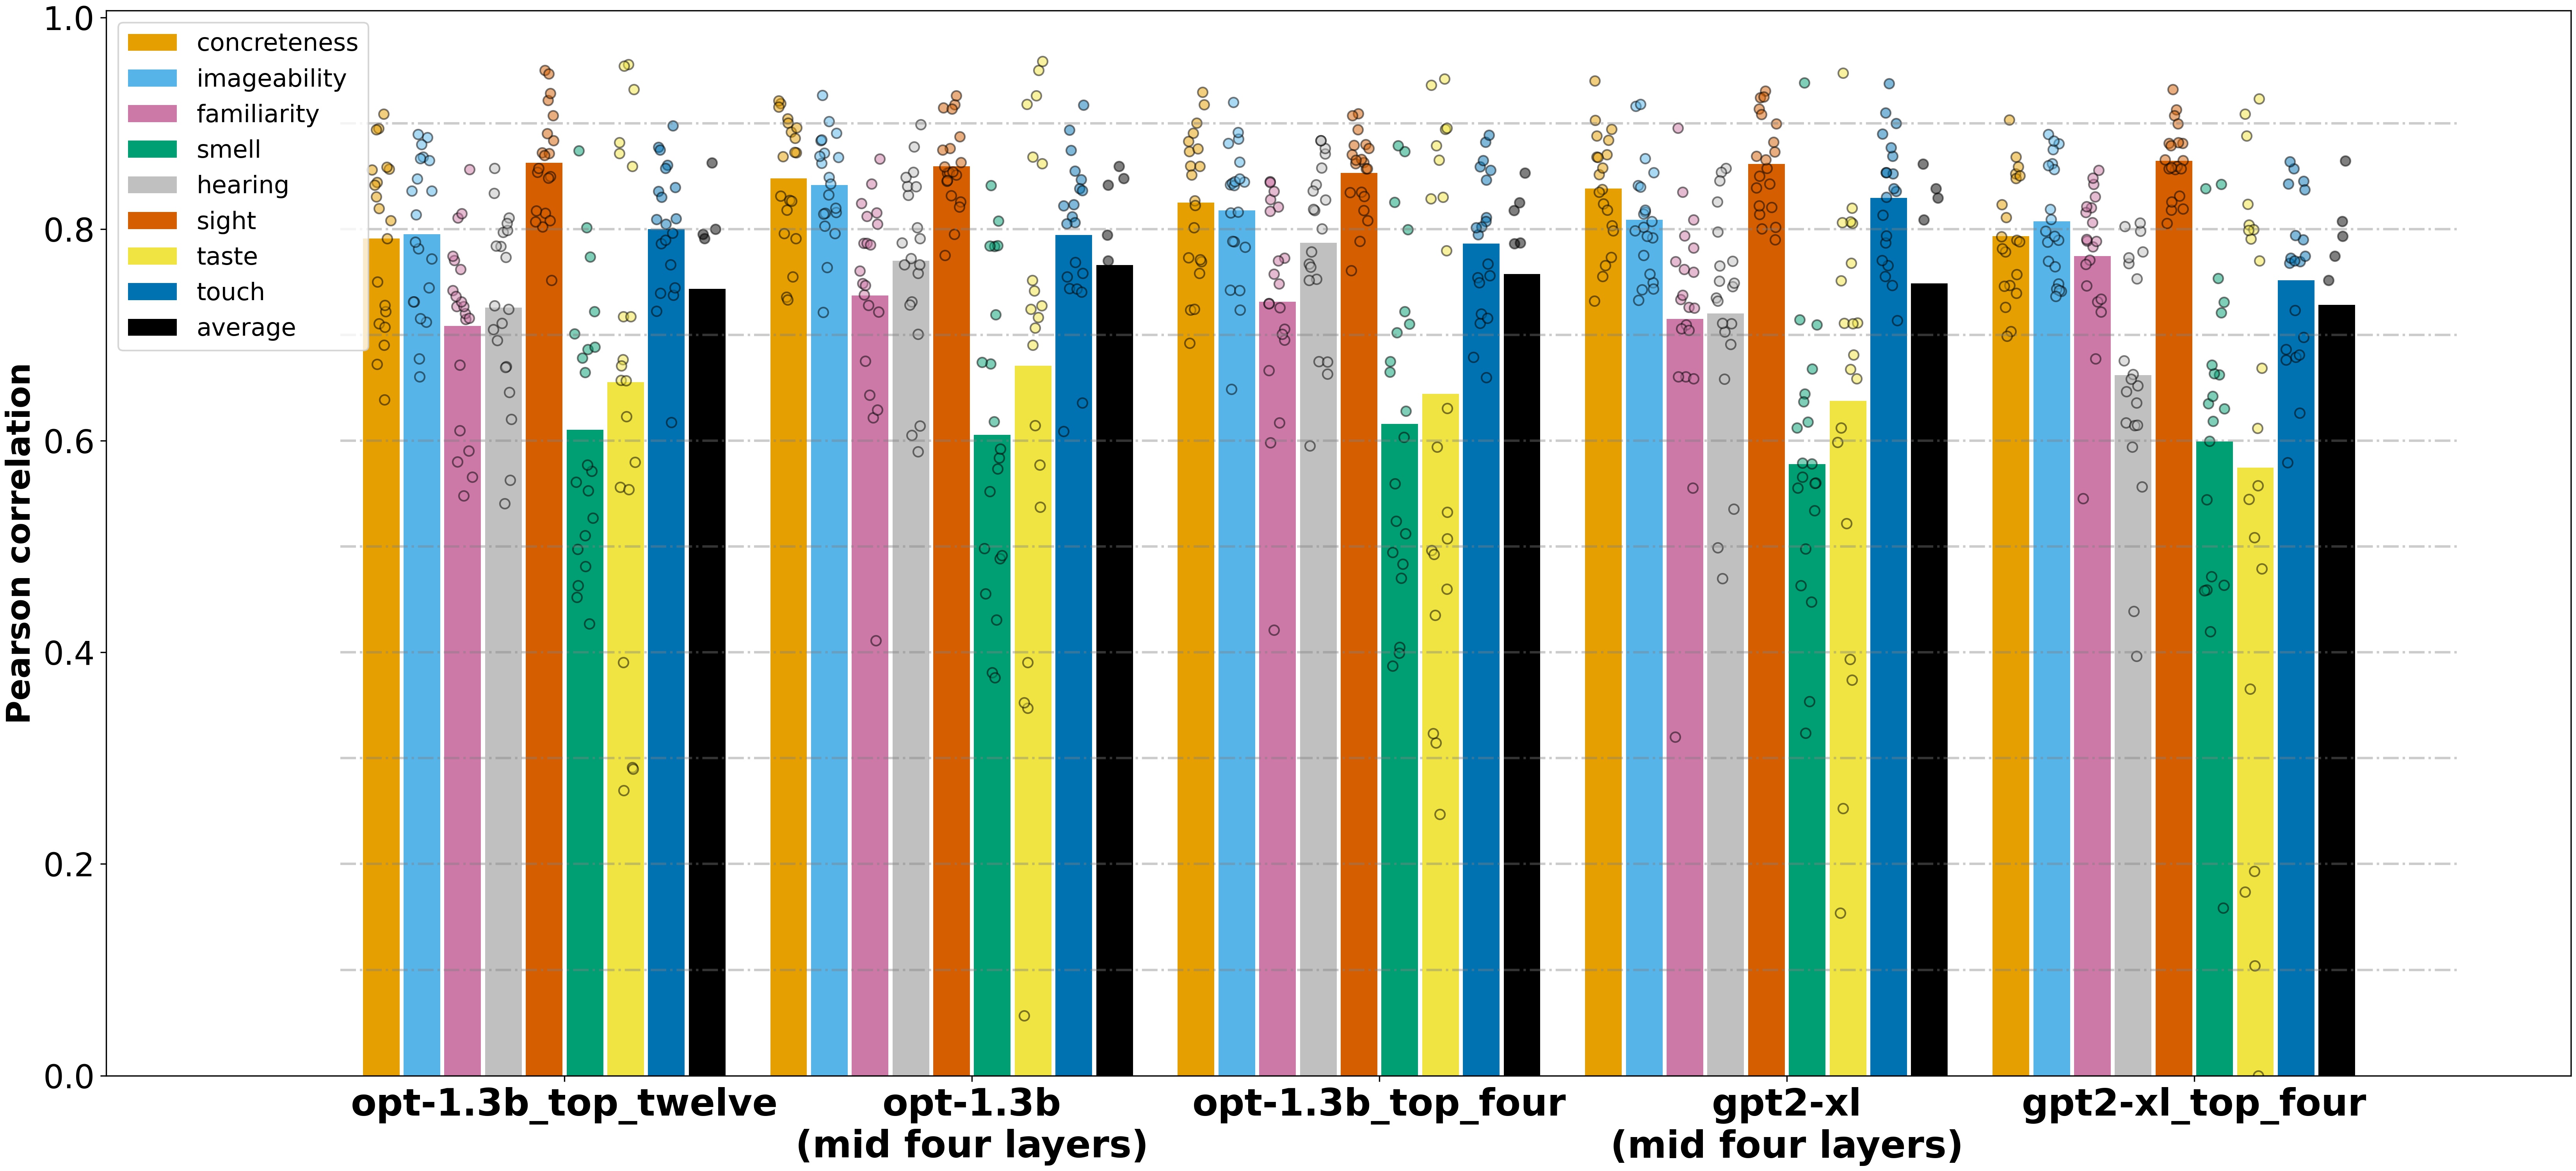 concreteness
imageability
familiarity
smell
hearing
sight
taste
touch
average
Pearson correlation
1.0
0.8
0.6
0.4
0.2
0.0
opt-1.3b_top_twelve
opt-1.3b
(mid four layers)
opt-1.3b_top_four
gpt2-xl
(mid four layers)
gpt2-xl_top_four